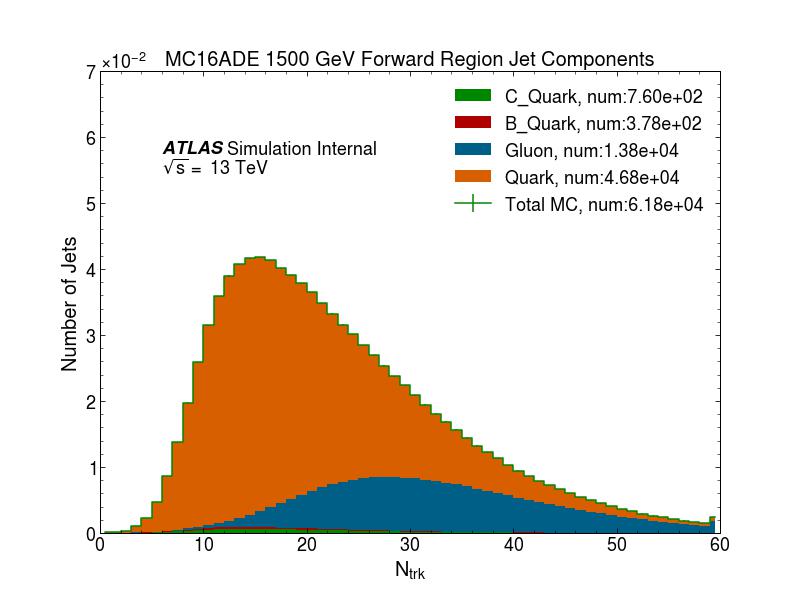 ×10⁻² MC16ADE 1500 GeV Forward Region Jet Components
7
C_Quark, num:7.60e+02
B_Quark, num:3.78e+02
Gluon, num:1.38e+04
Quark, num:4.68e+04
Total MC, num:6.18e+04
ATLAS Simulation Internal
√s = 13 TeV
6
5
4
3
2
1
0
Number of Jets
0 10 20 30 40 50 60
N_trk